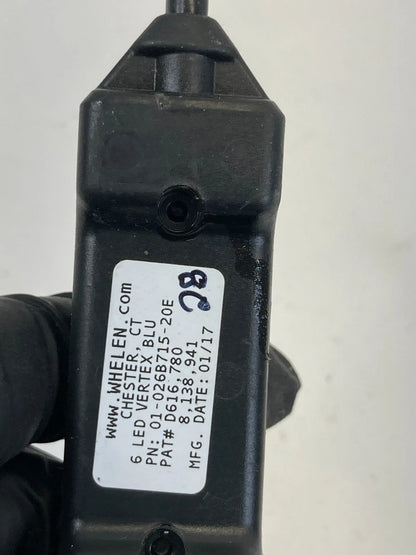 www.WHELEN.com
CHESTER, CT
6 LED VERTEX BLU
PN: 01-026B715-20E
PAT# D616,780
8,138,941
MFG. DATE: 01/17